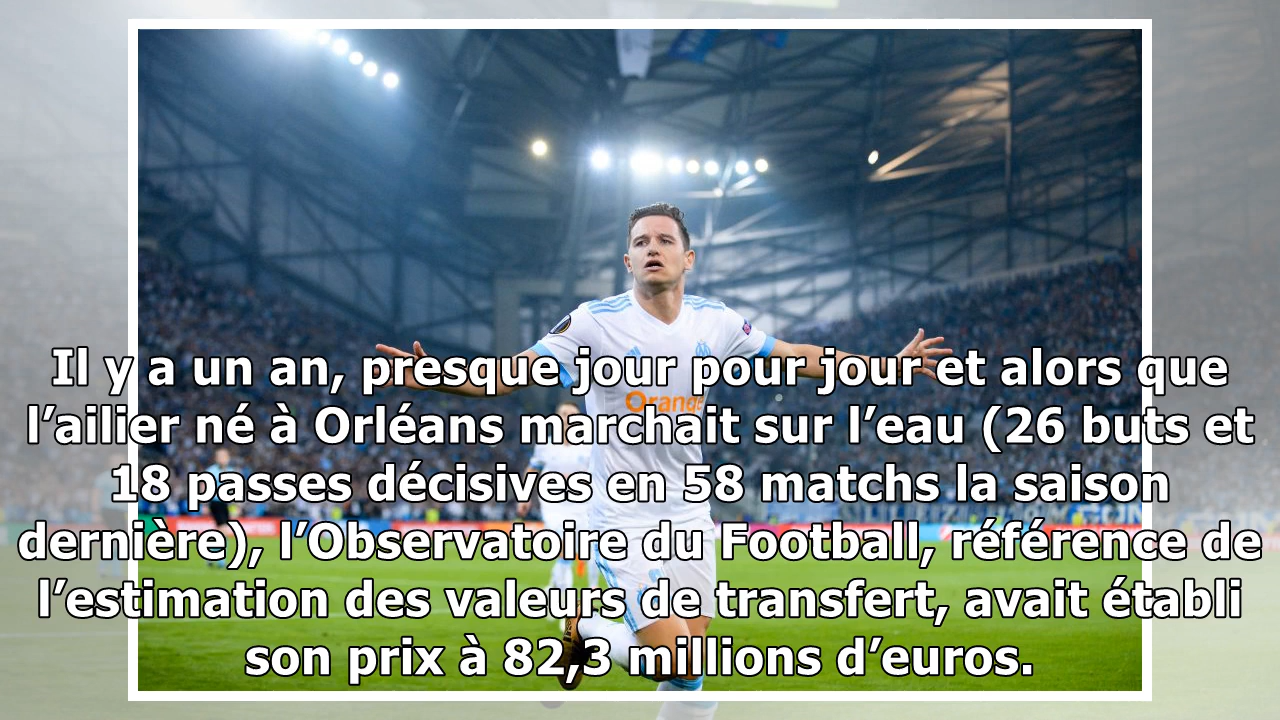 Il y a un an, presque jour pour jour et alors que
l’ailier né à Orléans marchait sur l’eau (26 buts et
18 passes décisives en 58 matchs la saison
dernière), l’Observatoire du Football, référence de
l’estimation des valeurs de transfert, avait établi
son prix à 82,3 millions d’euros.
Orange